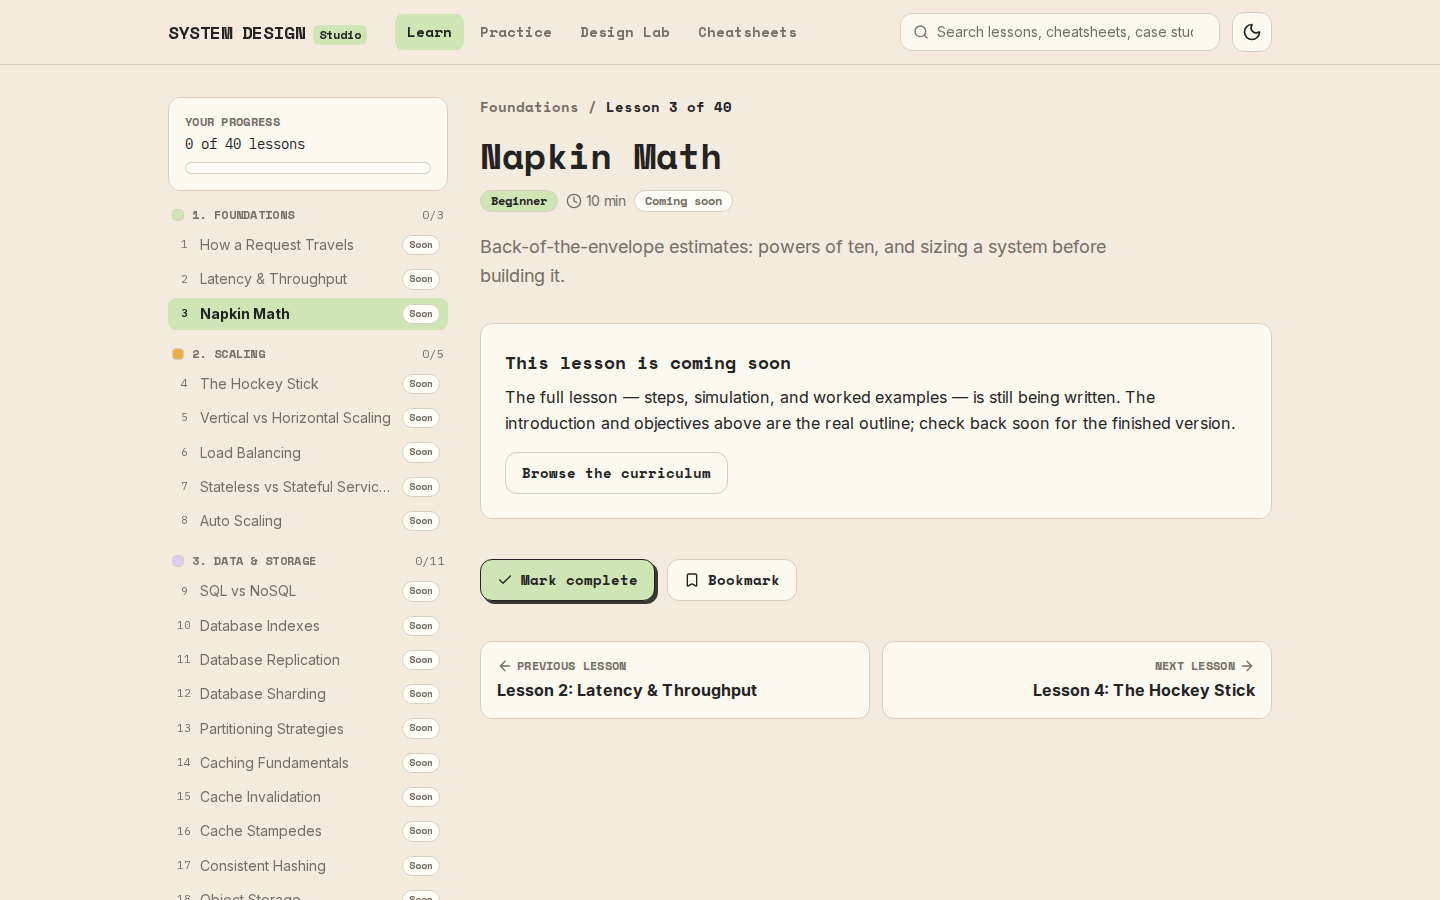 SYSTEM DESIGN Studio
Learn
Practice
Design Lab
Cheatsheets
Search lessons, cheatsheets, case
YOUR PROGRESS
0 of 40 lessons
1. FOUNDATIONS 0/3
1 How a Request Travels Soon
2 Latency & Throughput Soon
3 Napkin Math Soon
2. SCALING 0/5
4 The Hockey Stick Soon
5 Vertical vs Horizontal Scaling Soon
6 Load Balancing Soon
7 Stateless vs Stateful Servic… Soon
8 Auto Scaling Soon
3. DATA & STORAGE 0/11
9 SQL vs NoSQL Soon
10 Database Indexes Soon
11 Database Replication Soon
12 Database Sharding Soon
13 Partitioning Strategies Soon
14 Caching Fundamentals Soon
15 Cache Invalidation Soon
16 Cache Stampedes Soon
17 Consistent Hashing Soon
18 Object Storage Soon
Foundations / Lesson 3 of 40
Napkin Math
Beginner 10 min Coming soon
Back-of-the-envelope estimates: powers of ten, and sizing a system before
building it.
This lesson is coming soon
The full lesson — steps, simulation, and worked examples — is still being written. The
introduction and objectives above are the real outline; check back soon for the finished version.
Browse the curriculum
Mark complete
Bookmark
PREVIOUS LESSON
Lesson 2: Latency & Throughput
NEXT LESSON
Lesson 4: The Hockey Stick